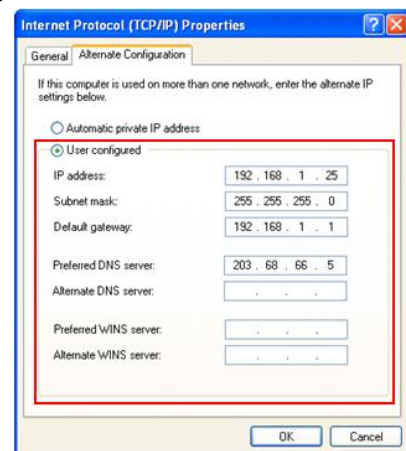 Internet Protocol (TCP/IP) Properties
General Alternate Configuration
If this computer is used on more than one network, enter the alternate IP
settings below.
Automatic private IP address
User configured
IP address: 192 . 168 . 1 . 25
Subnet mask: 255 . 255 . 255 . 0
Default gateway: 192 . 168 . 1 . 1
Preferred DNS server: 203 . 68 . 66 . 5
Alternate DNS server: . . .
Preferred WINS server: . . .
Alternate WINS server: . . .
OK Cancel